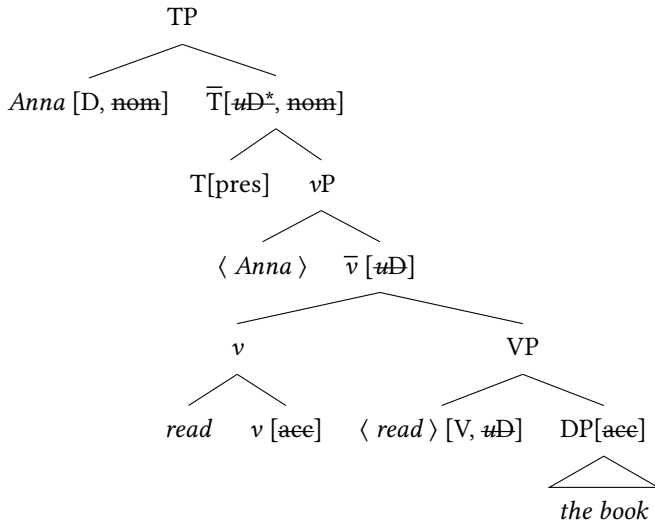 TP
Anna [D, nom] T̅[uD*, nom]
T[pres] vP
⟨ Anna ⟩ v̅ [uD]
v VP
read v [acc] ⟨ read ⟩ [V, uD] DP[acc]
the book